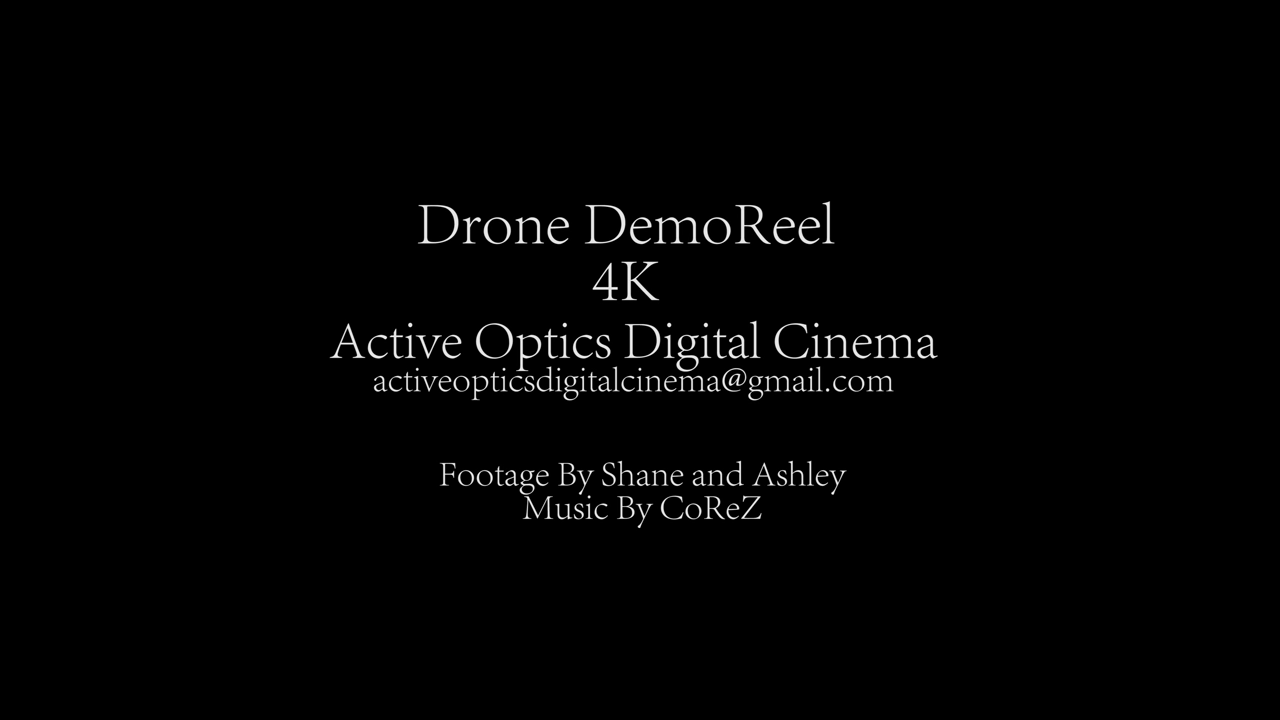 Drone DemoReel
4K
Active Optics Digital Cinema
activeopticsdigitalcinema@gmail.com
Footage By Shane and Ashley
Music By CoReZ